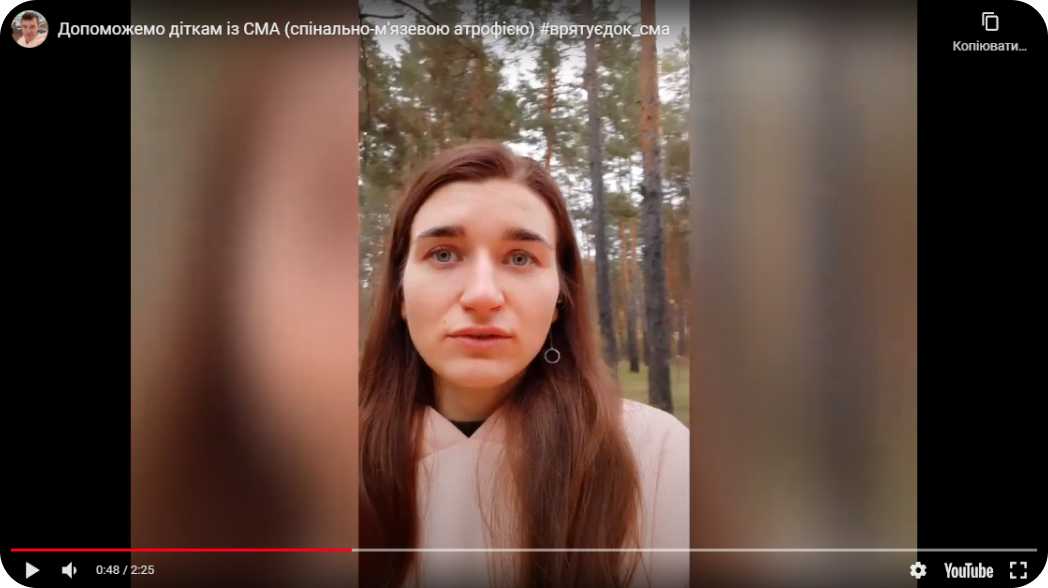 Допоможемо діткам із СМА (спінально-м'язевою атрофією) #врятуєдок_сма
Копіювати...
0:48 / 2:25
YouTube